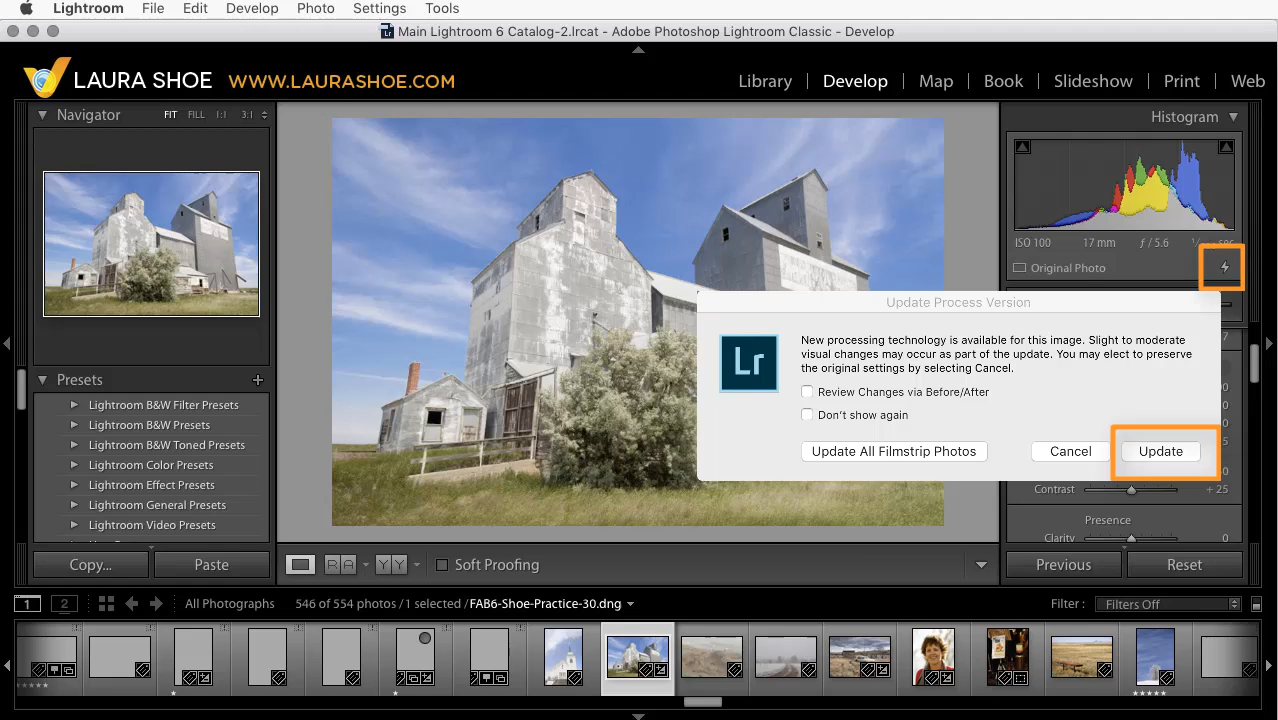 Lightroom File Edit Develop Photo Settings Tools
Lr Main Lightroom 6 Catalog-2.lrcat - Adobe Photoshop Lightroom Classic - Develop
LAURA SHOE WWW.LAURASHOE.COM
Library | Develop | Map | Book | Slideshow | Print | Web
Navigator FIT FILL 1:1 3:1
Histogram
ISO 100 17 mm ƒ / 5.6
Original Photo
Update Process Version
Lr
New processing technology is available for this image. Slight to moderate
visual changes may occur as part of the update. You may elect to preserve
the original settings by selecting Cancel.
Review Changes via Before/After
Don't show again
Update All Filmstrip Photos Cancel Update
Presets +
Lightroom B&W Filter Presets
Lightroom B&W Presets
Lightroom B&W Toned Presets
Lightroom Color Presets
Lightroom Effect Presets
Lightroom General Presets
Lightroom Video Presets
Contrast + 25
Presence
Clarity 0
Copy... Paste
R A Y Y Soft Proofing
Previous Reset
1 2 All Photographs 546 of 554 photos / 1 selected / FAB6-Shoe-Practice-30.dng
Filter : Filters Off